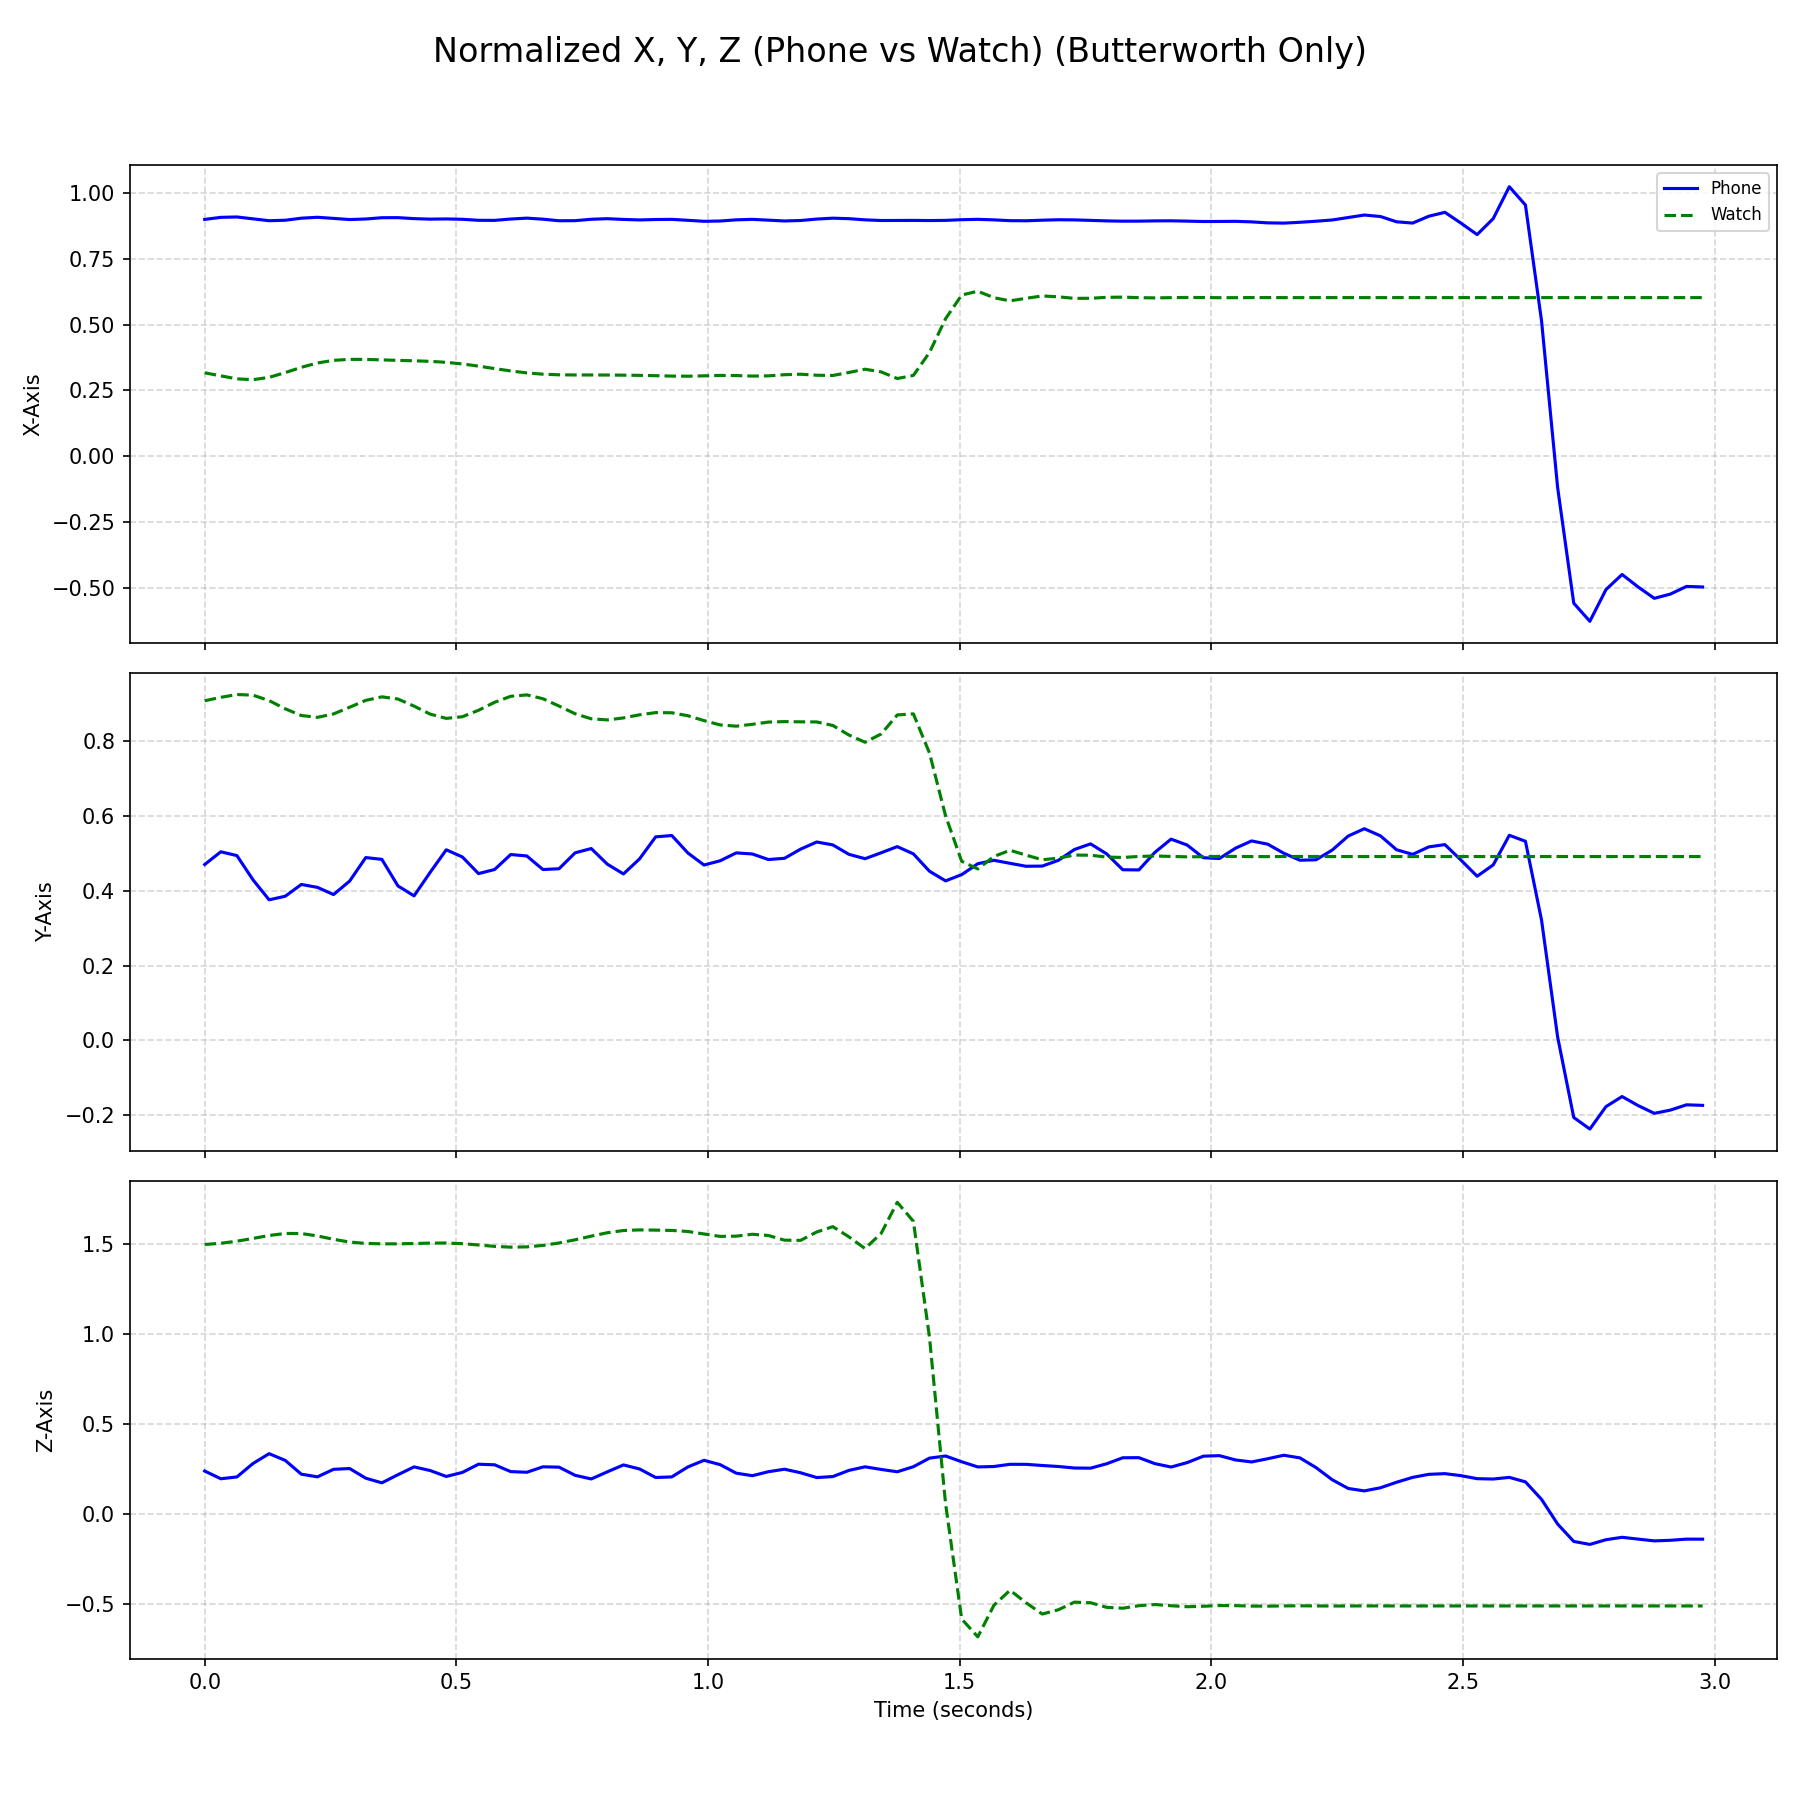 Normalized X, Y, Z (Phone vs Watch) (Butterworth Only)
Phone
Watch
1.00
0.75
0.50
0.25
0.00
−0.25
−0.50
X-Axis
0.8
0.6
0.4
0.2
0.0
−0.2
Y-Axis
1.5
1.0
0.5
0.0
−0.5
Z-Axis
0.0 0.5 1.0 1.5 2.0 2.5 3.0
Time (seconds)